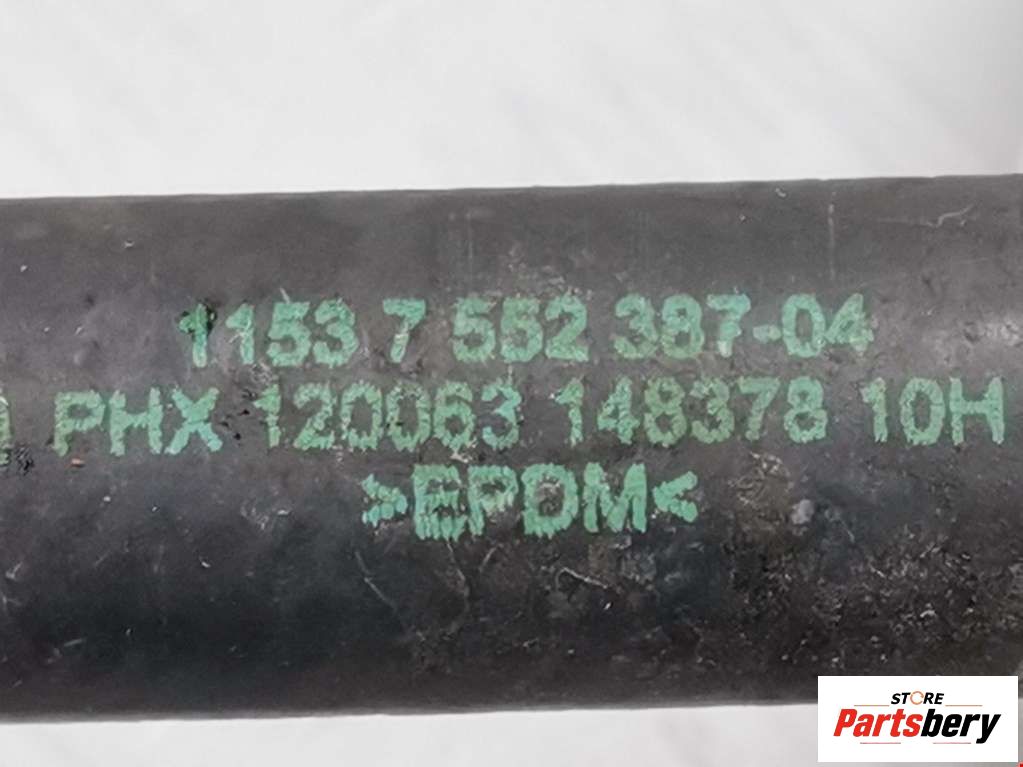 1153 7 552 387-04
PHX 120063 148378 10H
>EPDM<
STORE
Partsbery